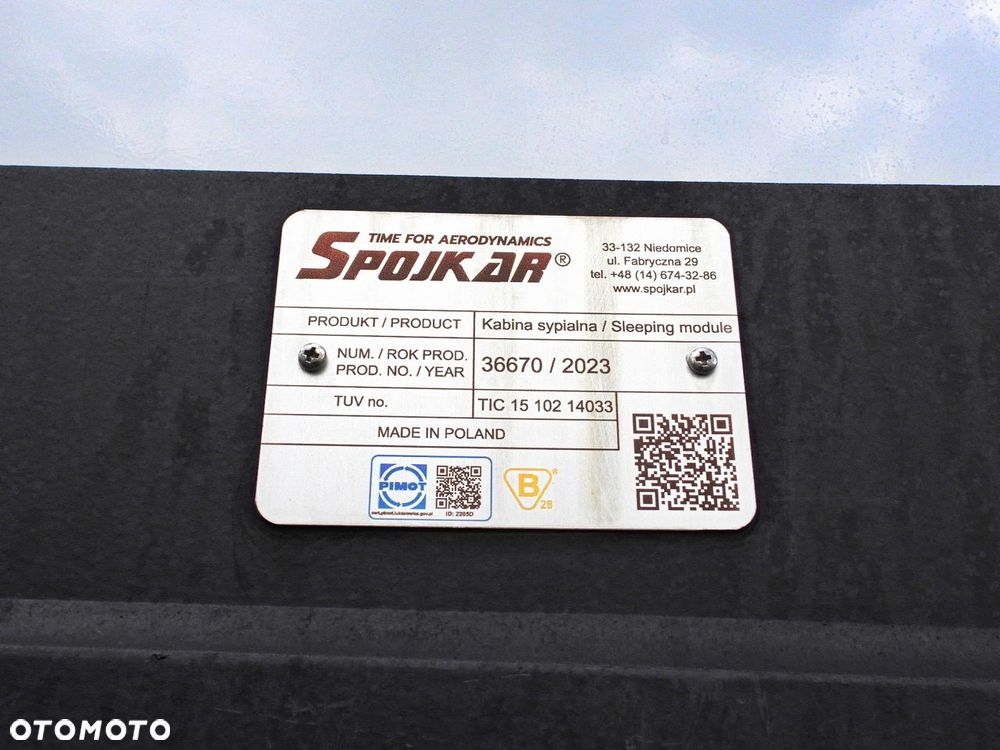 TIME FOR AERODYNAMICS
SPOJKAR®
33-132 Niedomice
ul. Fabryczna 29
tel. +48 (14) 674-32-86
www.spojkar.pl
PRODUKT / PRODUCT
Kabina sypialna / Sleeping module
NUM. / ROK PROD.
PROD. NO. / YEAR
36670 / 2023
TUV no.
TIC 15 102 14033
MADE IN POLAND
PIMOT
ID: 2285D
B
28
OTOMOTO